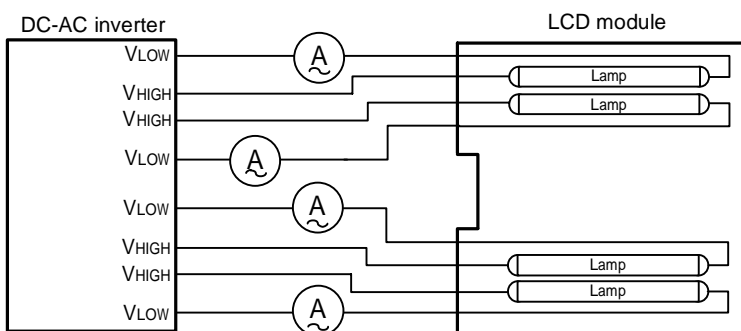 DC-AC inverter
LCD module
VLOW
A
Lamp
VHIGH
Lamp
VHIGH
VLOW
A
VLOW
A
VHIGH
Lamp
VHIGH
Lamp
VLOW
A